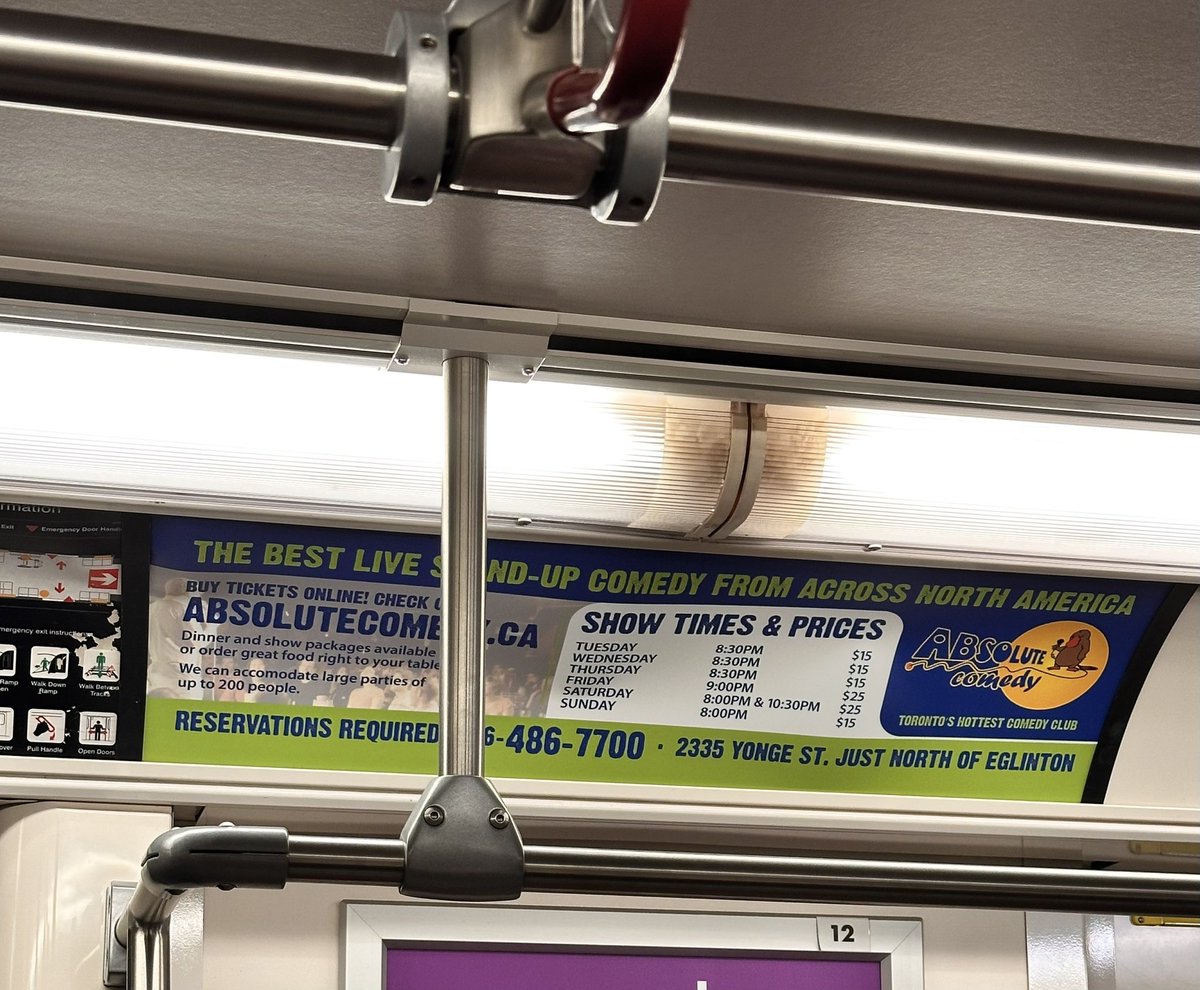 Exit Emergency Door Handle
emergency exit instructions
Walk Down
Ramp
Walk Between
Tracks
Pull Handle
Open Doors
THE BEST LIVE S ND-UP COMEDY FROM ACROSS NORTH AMERICA
BUY TICKETS ONLINE! CHECK
ABSOLUTECOME .CA
Dinner and show packages available
or order great food right to your table
We can accomodate large parties of
up to 200 people.
SHOW TIMES & PRICES
TUESDAY 8:30PM $15
WEDNESDAY 8:30PM $15
THURSDAY 8:30PM $15
FRIDAY 9:00PM $25
SATURDAY 8:00PM & 10:30PM $25
SUNDAY 8:00PM $15
ABSOLUTE
comedy
TORONTO'S HOTTEST COMEDY CLUB
RESERVATIONS REQUIRED 6-486-7700 · 2335 YONGE ST. JUST NORTH OF EGLINTON
12